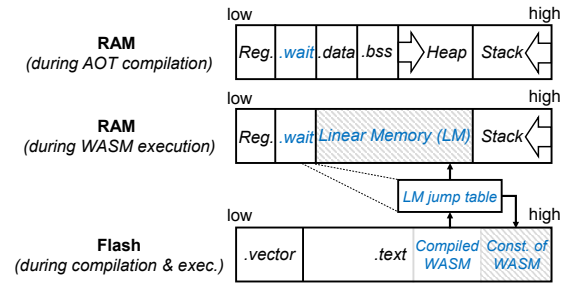 low high
RAM
(during AOT compilation)
Reg. .wait .data .bss Heap Stack
low high
RAM
(during WASM execution)
Reg. .wait Linear Memory (LM) Stack
LM jump table
low high
Flash
(during compilation & exec.)
.vector .text Compiled WASM Const. of WASM